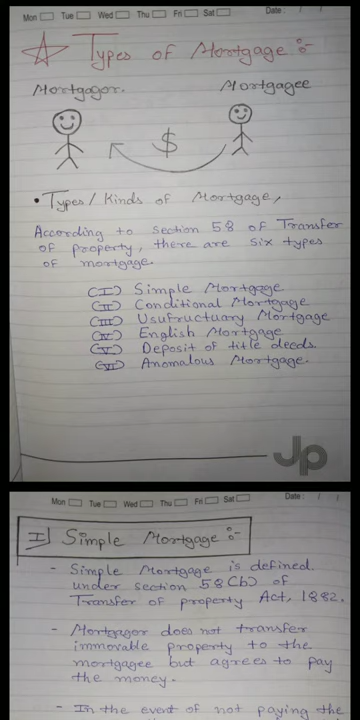 Mon Tue Wed Thu Fri Sat Date: / /
Types of Mortgage :-
Mortgagor. Mortgagee
$
• Types/Kinds of Mortgage,
According to section 58 of Transfer
of property, there are six types
of mortgage.
(I) Simple Mortgage
(II) Conditional Mortgage
(III) Usufructuary Mortgage
(IV) English Mortgage
(V) Deposit of title deeds.
(VI) Anomalous Mortgage.
Jp
Mon Tue Wed Thu Fri Sat Date: / /
I] Simple Mortgage :-
- Simple Mortgage is defined.
under section 58(b) of
Transfer of property Act, 1882.
- Mortgagor does not transfer
immovable property to the
mortgagee but agrees to pay
the money.
- In the event of not paying the